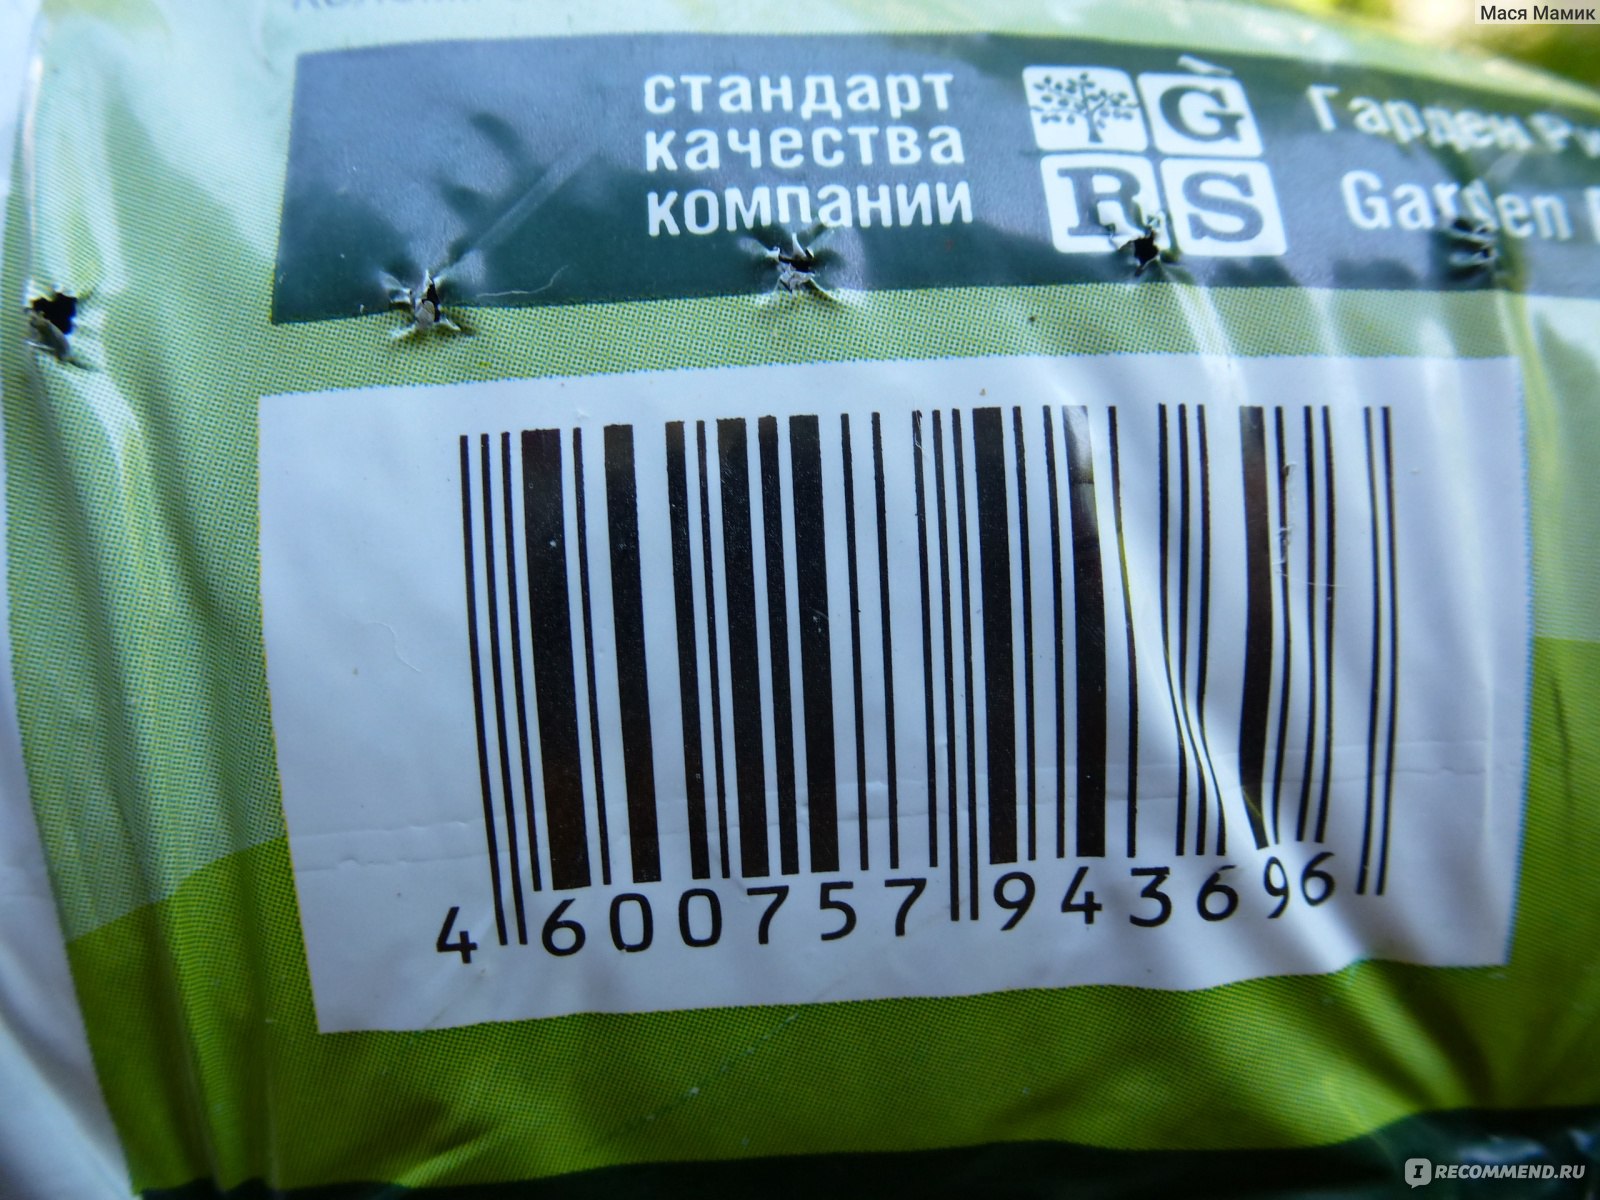 Мася Мамик
стандарт
качества
компании
G
R S
Гарден
Garden
4 600757 943696
RECOMMEND.RU